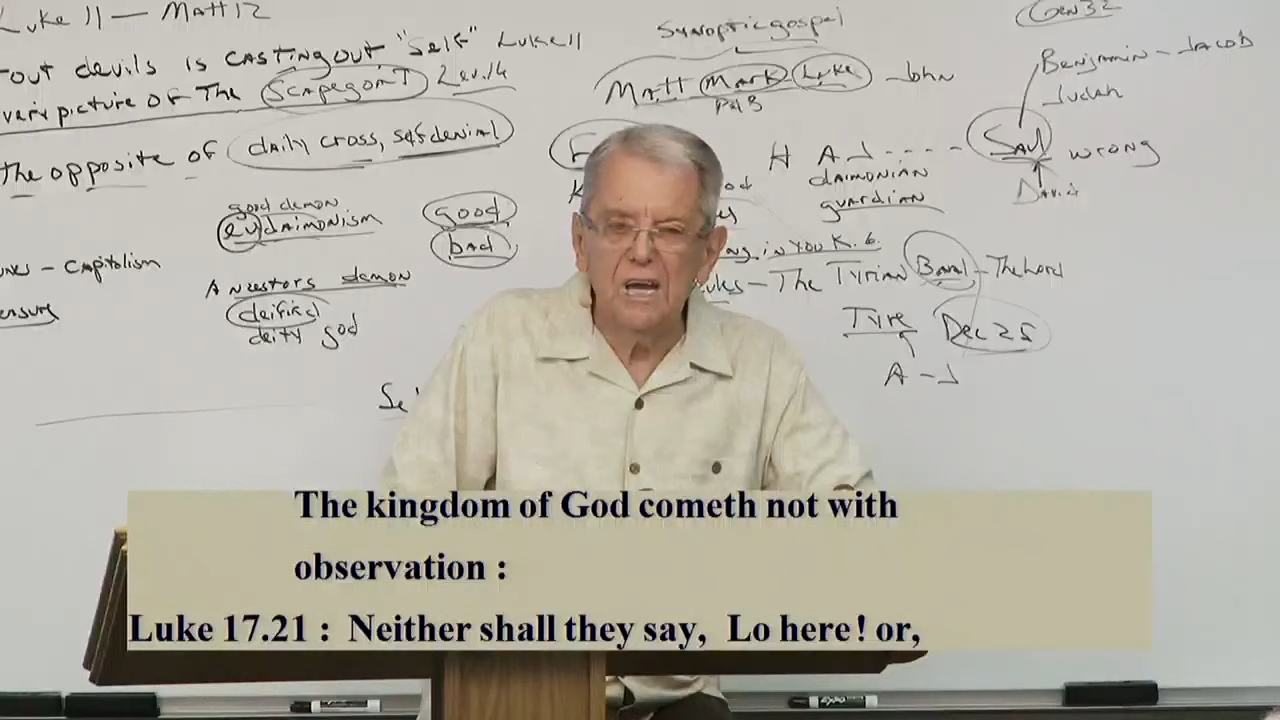 Luke 11 — Matt 12
out devils is casting out "self" Luke 11
very picture of the scapegoat Lev.16
the opposite of daily cross, self denial
good demon
eudaimonism
good
bad
Capitalism
Ancestors demon
deified
deity god
Synoptic gospel
Matt Mark Luke John
H A J - - - - Saul wrong
daimonian
guardian
Gen 32
Benjamin - JACOB
Judah
David
in you K. 6.
The Tyrian Baal - The Lord
Tyre Dec 25
A - J
The kingdom of God cometh not with
observation :
Luke 17.21 : Neither shall they say, Lo here! or,